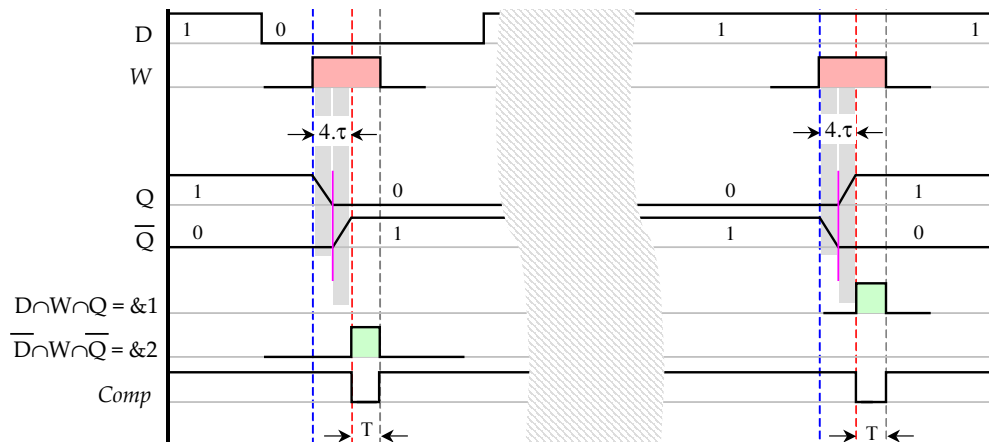 D 1 0 1 1
W
4.τ 4.τ
Q 1 0 0 1
Q̅ 0 1 1 0
D∩W∩Q = &1
D̅∩W∩Q̅ = &2
Comp
T T